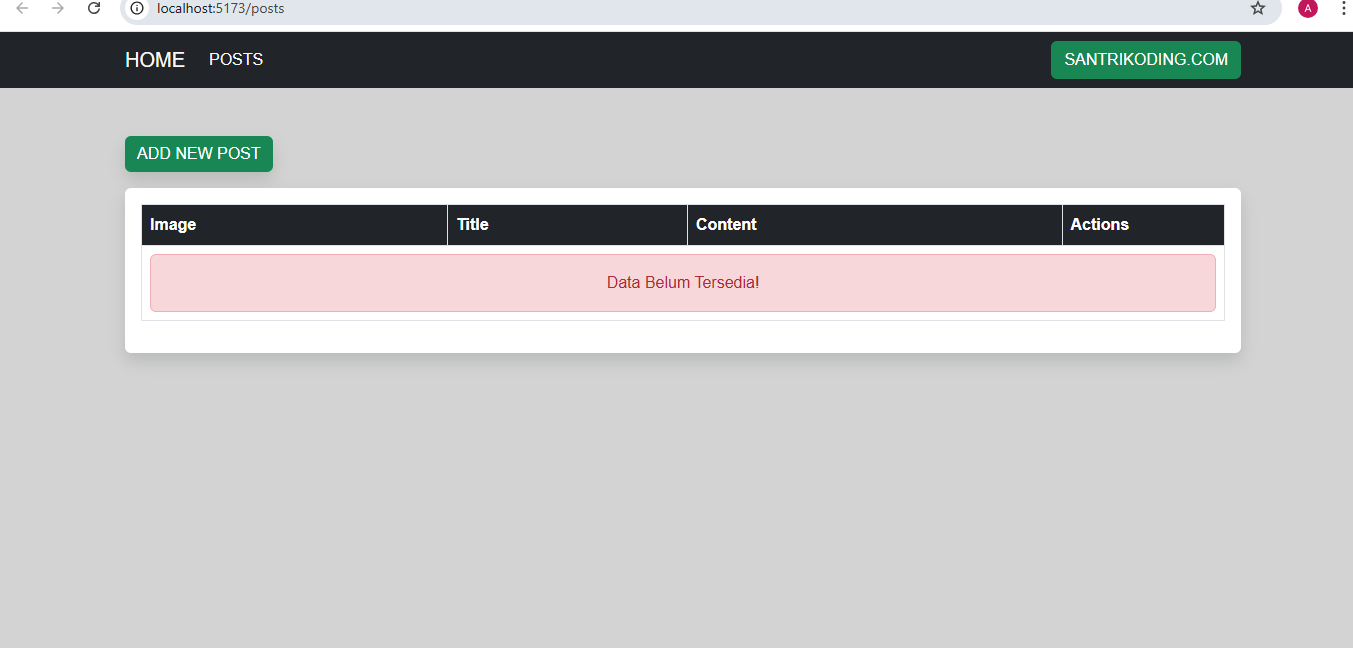 localhost:5173/posts
A
HOME POSTS SANTRIKODING.COM
ADD NEW POST
Image Title Content Actions
Data Belum Tersedia!